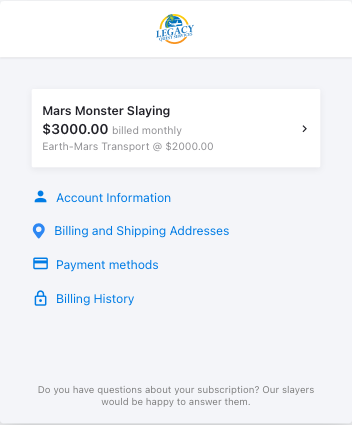 LEGACY
QUEST SERVICES
Mars Monster Slaying
$3000.00 billed monthly
Earth-Mars Transport @ $2000.00
Account Information
Billing and Shipping Addresses
Payment methods
Billing History
Do you have questions about your subscription? Our slayers
would be happy to answer them.